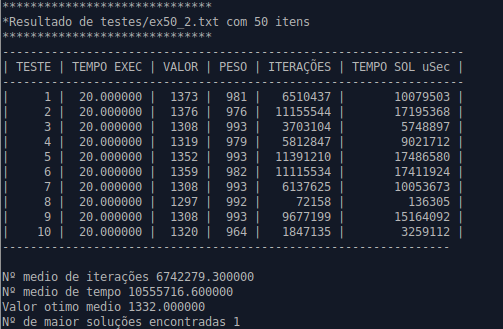 *****************************
*Resultado de testes/ex50_2.txt com 50 itens
*****************************
----------------------------------------------------------------
| TESTE | TEMPO EXEC | VALOR | PESO | ITERAÇÕES | TEMPO SOL uSec |
----------------------------------------------------------------
| 1 | 20.000000 | 1373 | 981 | 6510437 | 10079503 |
| 2 | 20.000000 | 1376 | 976 | 11155544 | 17195368 |
| 3 | 20.000000 | 1308 | 993 | 3703104 | 5748897 |
| 4 | 20.000000 | 1319 | 979 | 5812847 | 9021712 |
| 5 | 20.000000 | 1352 | 993 | 11391210 | 17486580 |
| 6 | 20.000000 | 1359 | 982 | 11115534 | 17411924 |
| 7 | 20.000000 | 1308 | 993 | 6137625 | 10053673 |
| 8 | 20.000000 | 1297 | 992 | 72158 | 136305 |
| 9 | 20.000000 | 1308 | 993 | 9677199 | 15164092 |
| 10 | 20.000000 | 1320 | 964 | 1847135 | 3259112 |
--------------------------------------------------------------
Nº medio de iterações 6742279.300000
Nº medio de tempo 10555716.600000
Valor otimo medio 1332.000000
Nº de maior soluções encontradas 1